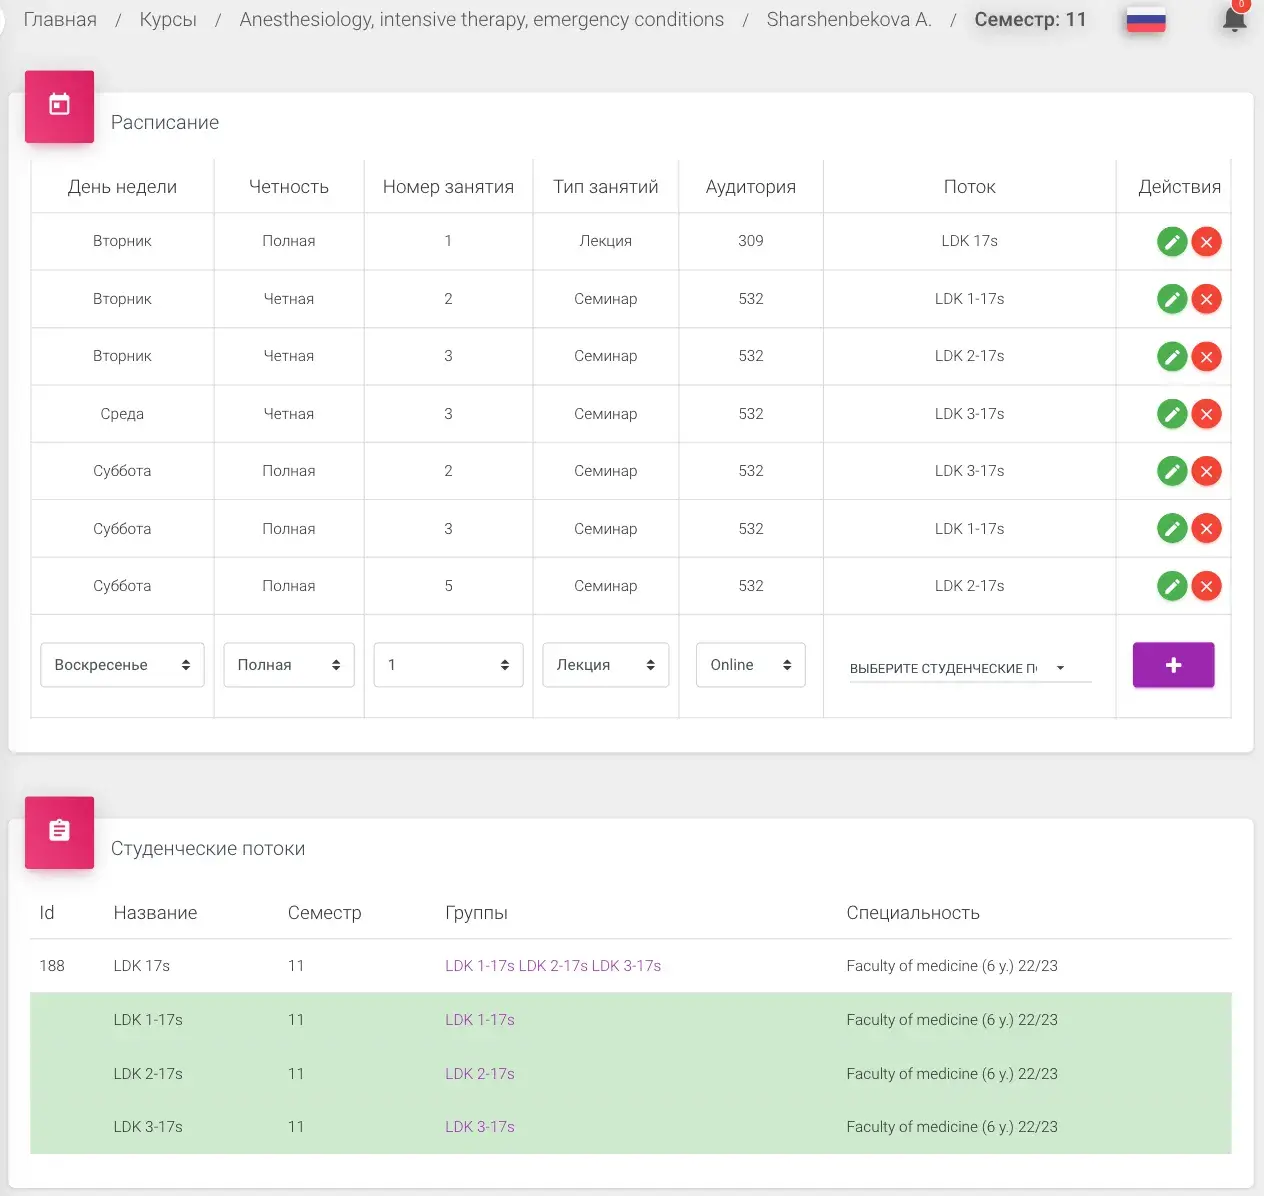 Главная / Курсы / Anesthesiology, intensive therapy, emergency conditions / Sharshenbekova A. / Семестр: 11
0
Расписание
День недели Четность Номер занятия Тип занятий Аудитория Поток Действия
Вторник Полная 1 Лекция 309 LDK 17s
Вторник Четная 2 Семинар 532 LDK 1-17s
Вторник Четная 3 Семинар 532 LDK 2-17s
Среда Четная 3 Семинар 532 LDK 3-17s
Суббота Полная 2 Семинар 532 LDK 3-17s
Суббота Полная 3 Семинар 532 LDK 1-17s
Суббота Полная 5 Семинар 532 LDK 2-17s
Воскресенье Полная 1 Лекция Online ВЫБЕРИТЕ СТУДЕНЧЕСКИЕ +
Студенческие потоки
Id Название Семестр Группы Специальность
188 LDK 17s 11 LDK 1-17s LDK 2-17s LDK 3-17s Faculty of medicine (6 y.) 22/23
LDK 1-17s 11 LDK 1-17s Faculty of medicine (6 y.) 22/23
LDK 2-17s 11 LDK 2-17s Faculty of medicine (6 y.) 22/23
LDK 3-17s 11 LDK 3-17s Faculty of medicine (6 y.) 22/23